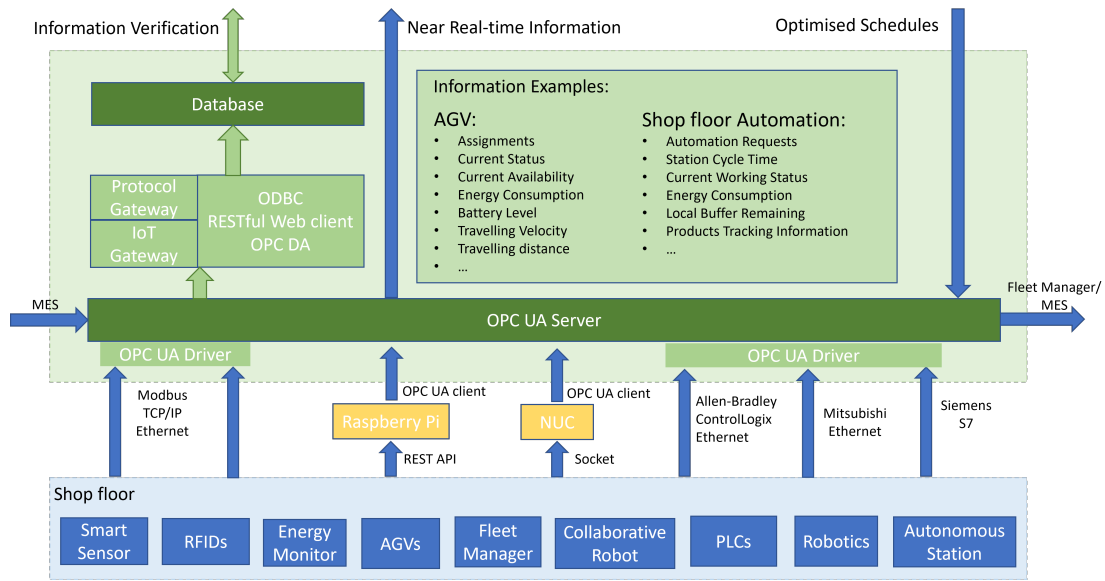 Information Verification
Near Real-time Information
Optimised Schedules
Database
Information Examples:
AGV:
• Assignments
• Current Status
• Current Availability
• Energy Consumption
• Battery Level
• Travelling Velocity
• Travelling distance
• ...
Shop floor Automation:
• Automation Requests
• Station Cycle Time
• Current Working Status
• Energy Consumption
• Local Buffer Remaining
• Products Tracking Information
• ...
Protocol
Gateway
IoT
Gateway
ODBC
RESTful Web client
OPC DA
MES
OPC UA Server
Fleet Manager/
MES
OPC UA Driver
OPC UA Driver
Modbus
TCP/IP
Ethernet
OPC UA client
Raspberry Pi
REST API
OPC UA client
NUC
Socket
Allen-Bradley
ControlLogix
Ethernet
Mitsubishi
Ethernet
Siemens
S7
Shop floor
Smart
Sensor
RFIDs
Energy
Monitor
AGVs
Fleet
Manager
Collaborative
Robot
PLCs
Robotics
Autonomous
Station